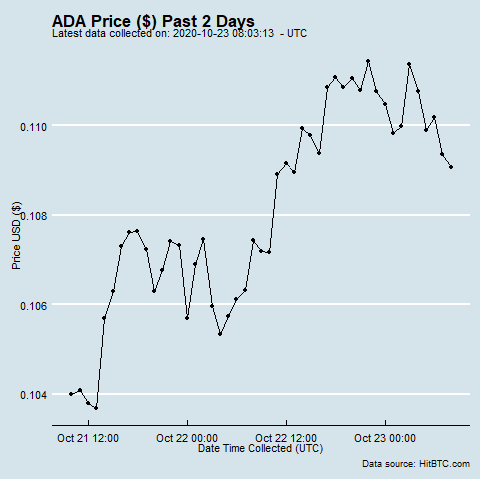 ADA Price ($) Past 2 Days
Latest data collected on: 2020-10-23 08:03:13  - UTC
0.110
0.108
0.106
0.104
Price USD ($)
Oct 21 12:00
Oct 22 00:00
Oct 22 12:00
Oct 23 00:00
Date Time Collected (UTC)
Data source: HitBTC.com